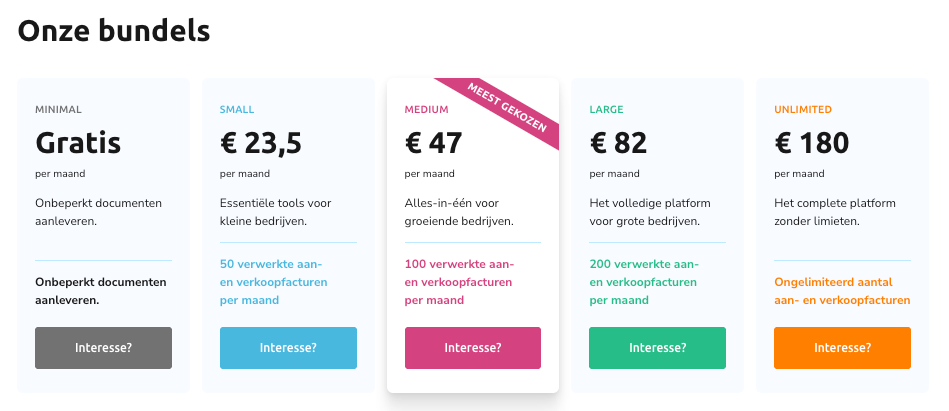 Onze bundels
MINIMAL
Gratis
per maand
Onbeperkt documenten
aanleveren.
Onbeperkt documenten
aanleveren.
Interesse?
SMALL
€ 23,5
per maand
Essentiële tools voor
kleine bedrijven.
50 verwerkte aan-
en verkoopfacturen
per maand
Interesse?
MEEST GEKOZEN
MEDIUM
€ 47
per maand
Alles-in-één voor
groeiende bedrijven.
100 verwerkte aan-
en verkoopfacturen
per maand
Interesse?
LARGE
€ 82
per maand
Het volledige platform
voor grote bedrijven.
200 verwerkte aan-
en verkoopfacturen
per maand
Interesse?
UNLIMITED
€ 180
per maand
Het complete platform
zonder limieten.
Ongelimiteerd aantal
aan- en verkoopfacturen
Interesse?